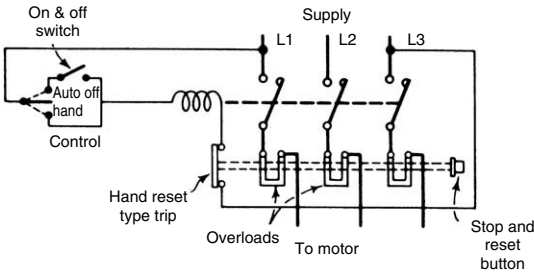 On & off
switch
Supply
L1
L2
L3
Auto off
hand
Control
Hand reset
type trip
Overloads
To motor
Stop and
reset
button